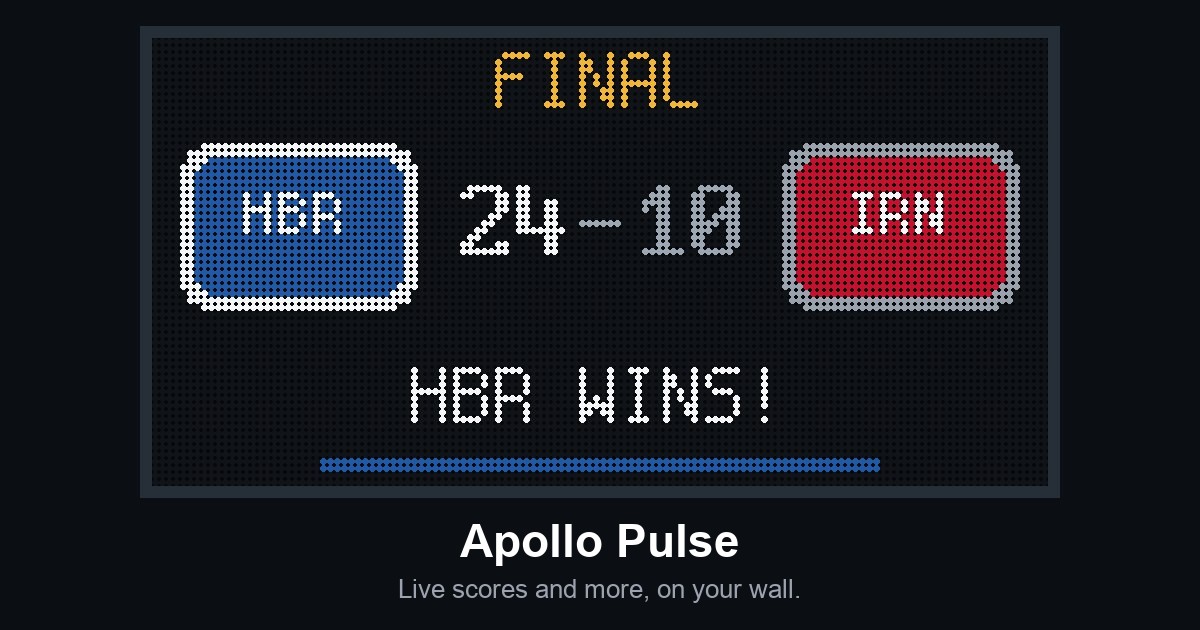 FINAL
HBR 24-10 IRN
HBR WINS!
Apollo Pulse
Live scores and more, on your wall.